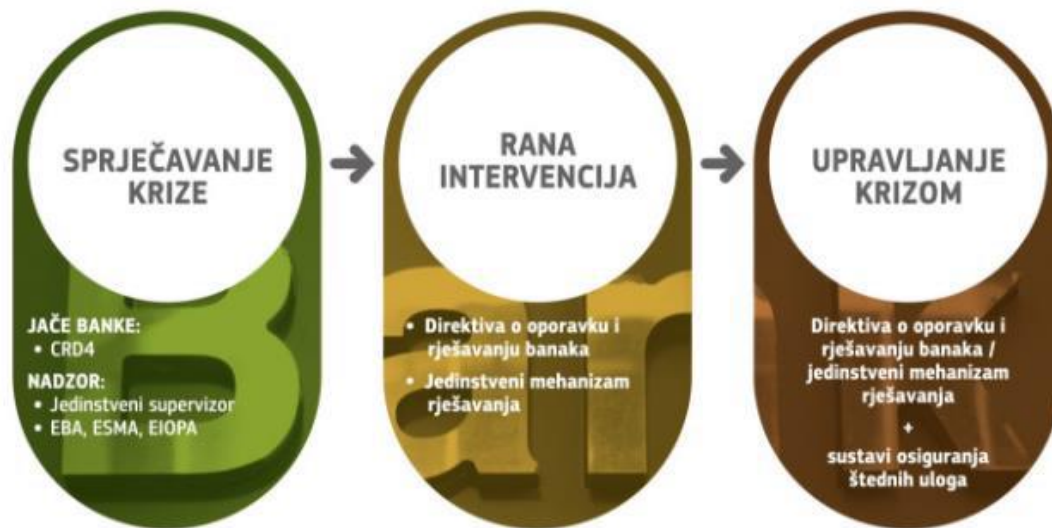 SPRJEČAVANJE
KRIZE
JAČE BANKE:
• CRD4
NADZOR:
• Jedinstveni supervizor
• EBA, ESMA, EIOPA
RANA
INTERVENCIJA
• Direktiva o oporavku i
rješavanju banaka
• Jedinstveni mehanizam
rješavanja
UPRAVLJANJE
KRIZOM
Direktiva o oporavku i
rješavanju banaka /
jedinstveni mehanizam
rješavanja
+
sustavi osiguranja
štednih uloga
Bank